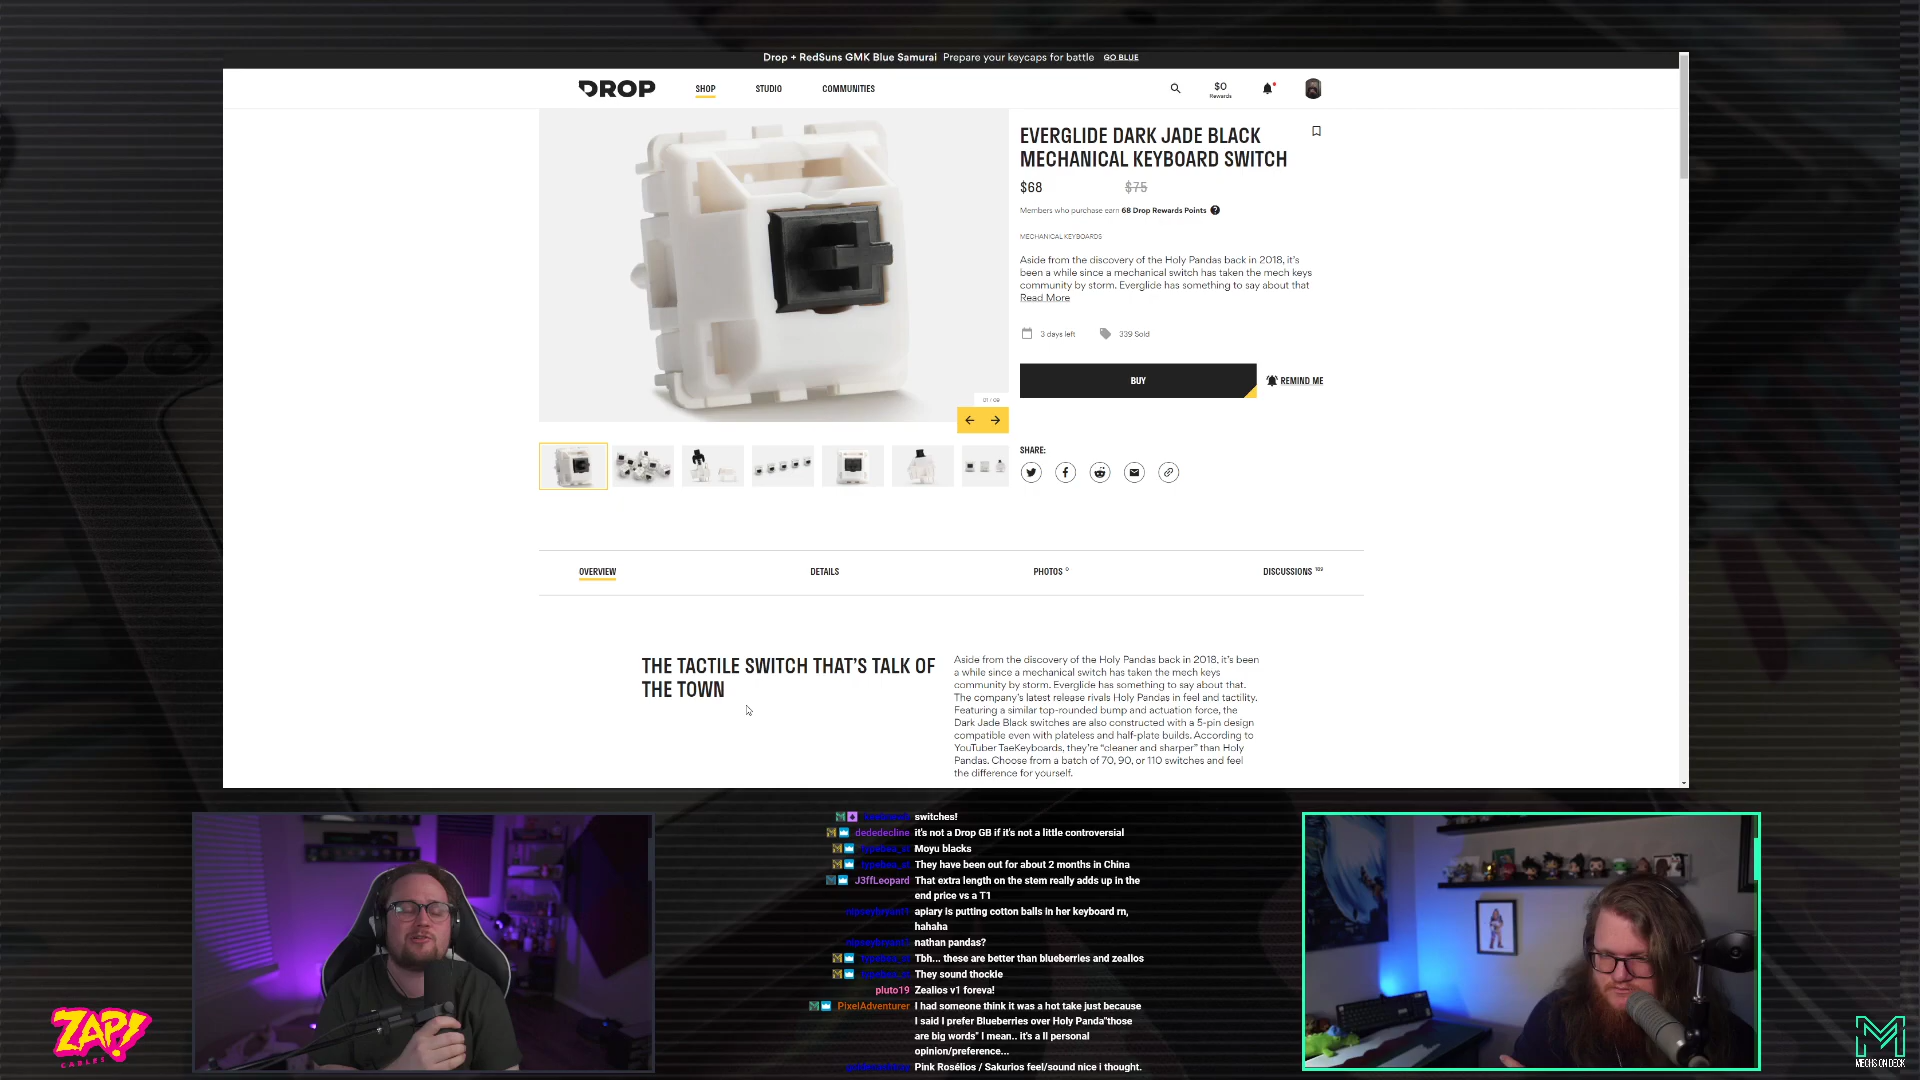 Drop + RedSuns GMK Blue Samurai Prepare your keycaps for battle GO BLUE
DROP
SHOP
STUDIO
COMMUNITIES
$0
Rewards
EVERGLIDE DARK JADE BLACK
MECHANICAL KEYBOARD SWITCH
$68
$75
Members who purchase earn 68 Drop Rewards Points ?
MECHANICAL KEYBOARDS
Aside from the discovery of the Holy Pandas back in 2018, it's
been a while since a mechanical switch has taken the mech keys
community by storm. Everglide has something to say about that
Read More
3 days left
339 Sold
BUY
REMIND ME
01 / 09
SHARE:
OVERVIEW
DETAILS
PHOTOS 0
DISCUSSIONS
THE TACTILE SWITCH THAT'S TALK OF
THE TOWN
Aside from the discovery of the Holy Pandas back in 2018, it's been
a while since a mechanical switch has taken the mech keys
community by storm. Everglide has something to say about that.
The company's latest release rivals Holy Pandas in feel and tactility.
Featuring a similar top-rounded bump and actuation force, the
Dark Jade Black switches are also constructed with a 5-pin design
compatible even with plateless and half-plate builds. According to
YouTuber TaeKeyboards, they're "cleaner and sharper" than Holy
Pandas. Choose from a batch of 70, 90, or 110 switches and feel
the difference for yourself.
switches!
dededecline it's not a Drop GB if it's not a little controversial
Moyu blacks
They have been out for about 2 months in China
J3ffLeopard That extra length on the stem really adds up in the
end price vs a T1
apiary is putting cotton balls in her keyboard rn,
hahaha
nathan pandas?
Tbh... these are better than blueberries and zealios
They sound thockie
pluto19 Zealios v1 foreva!
PixelAdventurer I had someone think it was a hot take just because
I said I prefer Blueberries over Holy Panda"those
are big words" I mean.. it's a ll personal
opinion/preference...
Pink Rosélios / Sakurios feel/sound nice i thought.
ZAP!
CABLES
MECHS ON DECK